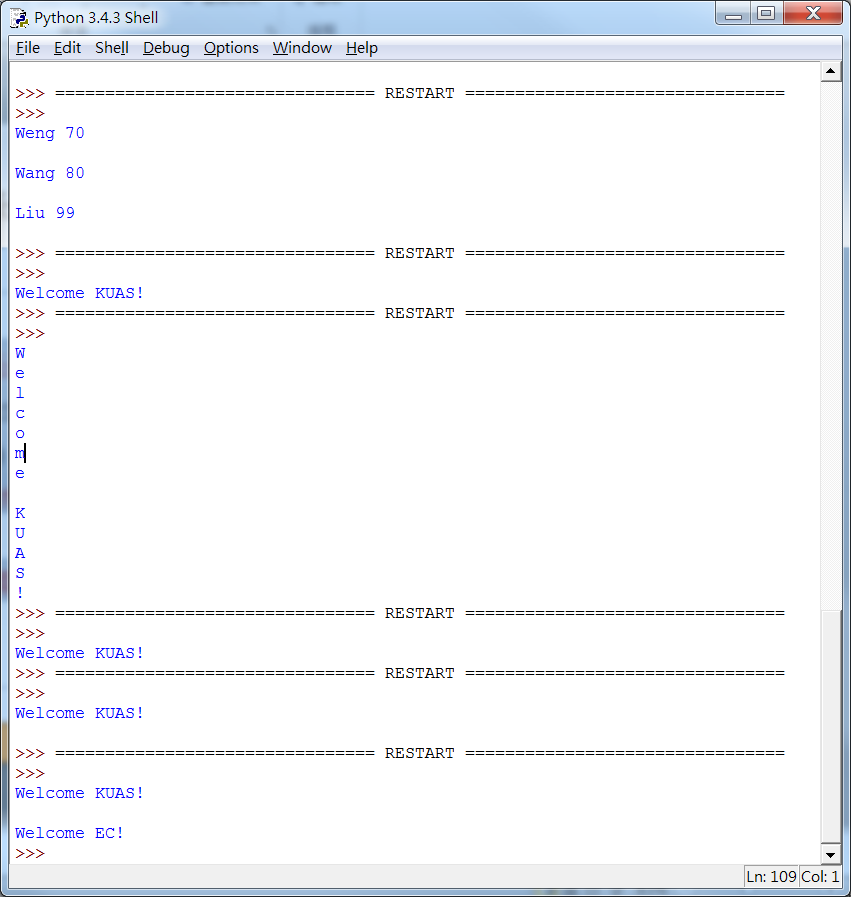 Python 3.4.3 Shell
File Edit Shell Debug Options Window Help
>>> ================================ RESTART ================================
>>>
Weng 70
Wang 80
Liu 99
>>> ================================ RESTART ================================
>>>
Welcome KUAS!
>>> ================================ RESTART ================================
>>>
W
e
l
c
o
m
e
K
U
A
S
!
>>> ================================ RESTART ================================
>>>
Welcome KUAS!
>>> ================================ RESTART ================================
>>>
Welcome KUAS!
>>> ================================ RESTART ================================
>>>
Welcome KUAS!
Welcome EC!
>>>
Ln: 109 Col: 1